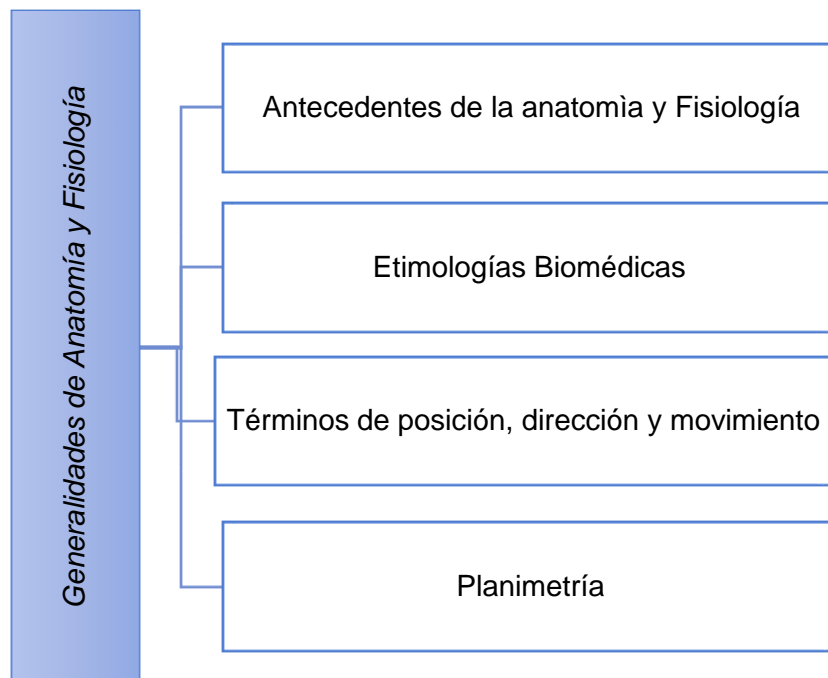 Generalidades de Anatomía y Fisiología
Antecedentes de la anatomìa y Fisiología
Etimologías Biomédicas
Términos de posición, dirección y movimiento
Planimetría